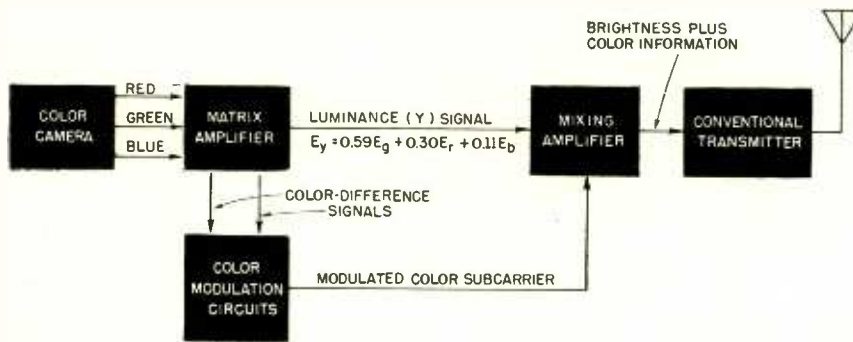 BRIGHTNESS PLUS
COLOR INFORMATION
RED
GREEN
BLUE
COLOR
CAMERA
MATRIX
AMPLIFIER
LUMINANCE (Y) SIGNAL
Ey = 0.59Eg + 0.30Er + 0.11Eb
MIXING
AMPLIFIER
CONVENTIONAL
TRANSMITTER
COLOR-DIFFERENCE
SIGNALS
COLOR
MODULATION
CIRCUITS
MODULATED COLOR SUBCARRIER